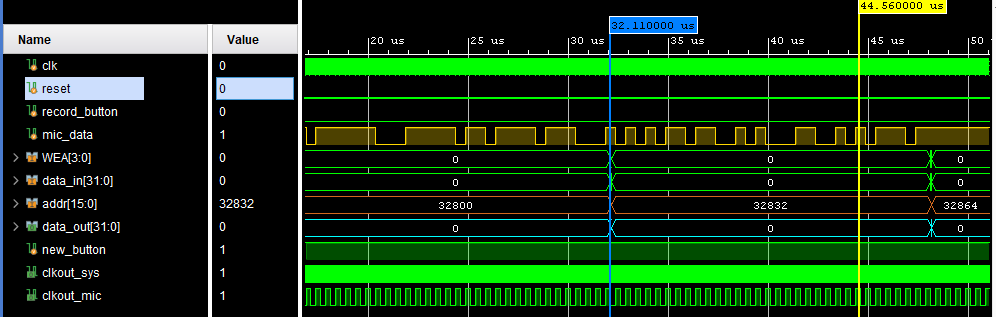 44.560000 us
32.110000 us
Name Value
20 us 25 us 30 us 35 us 40 us 45 us 50
clk 0
reset 0
record_button 0
mic_data 1
WEA[3:0] 0 0 0 0
data_in[31:0] 0 0 0 0
addr[15:0] 32832 32800 32832 32864
data_out[31:0] 0 0 0 0
new_button 1
clkout_sys 1
clkout_mic 1